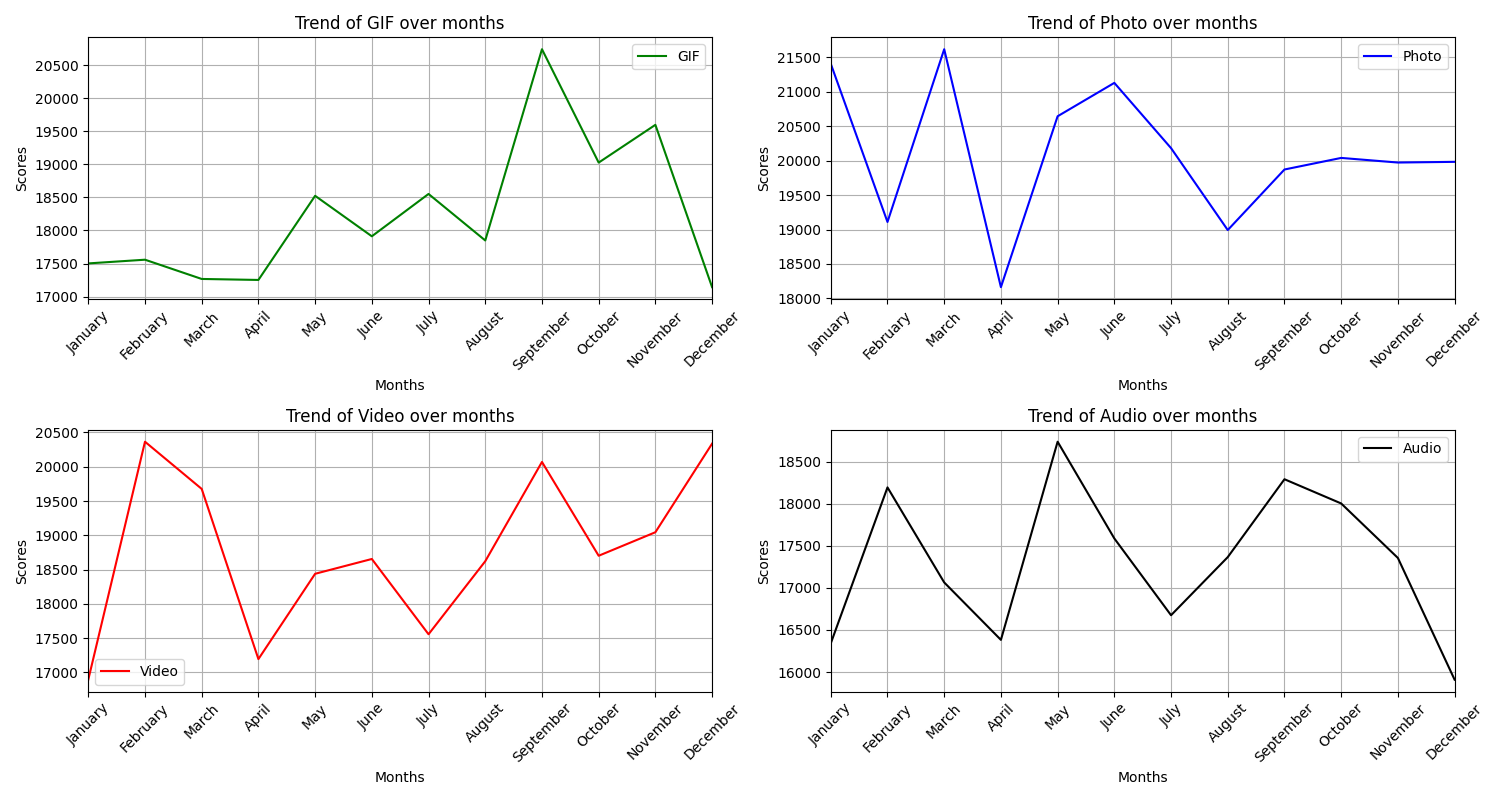 Trend of GIF over months
GIF
Scores
20500
20000
19500
19000
18500
18000
17500
17000
January
February
March
April
May
June
July
August
September
October
November
December
Months
Trend of Photo over months
Photo
Scores
21500
21000
20500
20000
19500
19000
18500
18000
January
February
March
April
May
June
July
August
September
October
November
December
Months
Trend of Video over months
Video
Scores
20500
20000
19500
19000
18500
18000
17500
17000
January
February
March
April
May
June
July
August
September
October
November
December
Months
Trend of Audio over months
Audio
Scores
18500
18000
17500
17000
16500
16000
January
February
March
April
May
June
July
August
September
October
November
December
Months